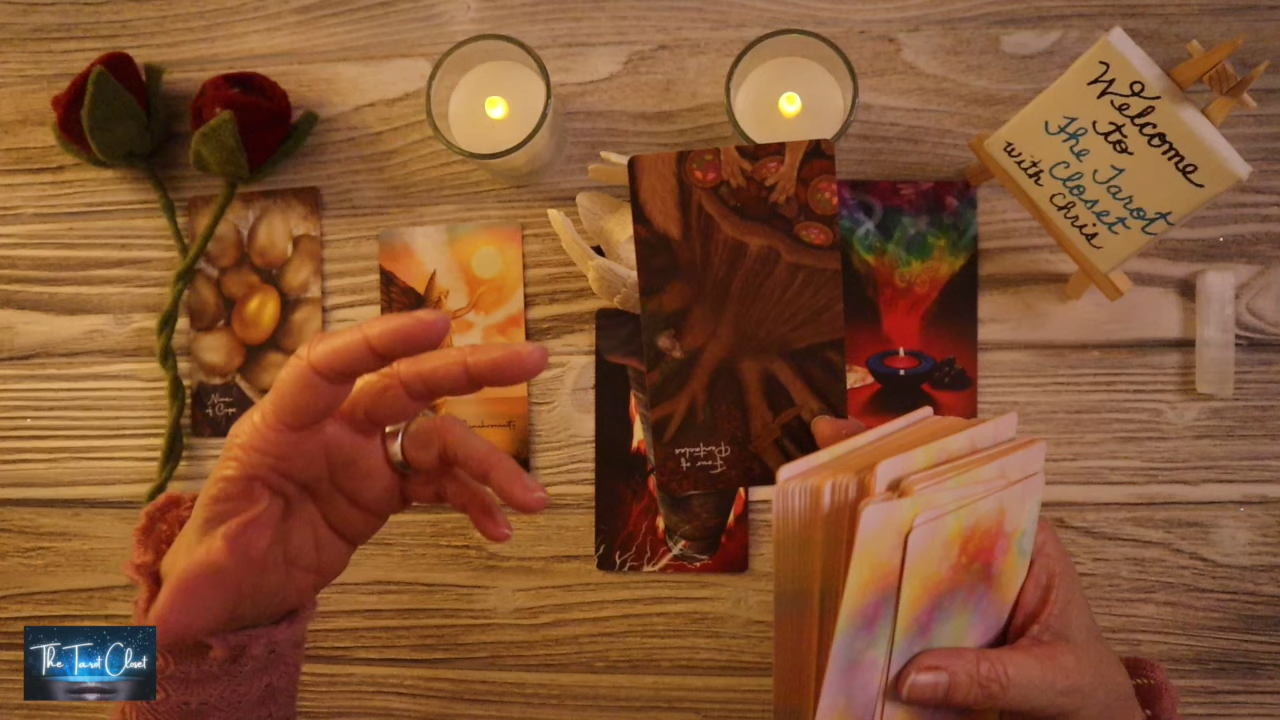 Welcome
to
The Tarot
Closet
with Chris
Nine
of Cups
Four of
Pentacles
The Tarot Closet